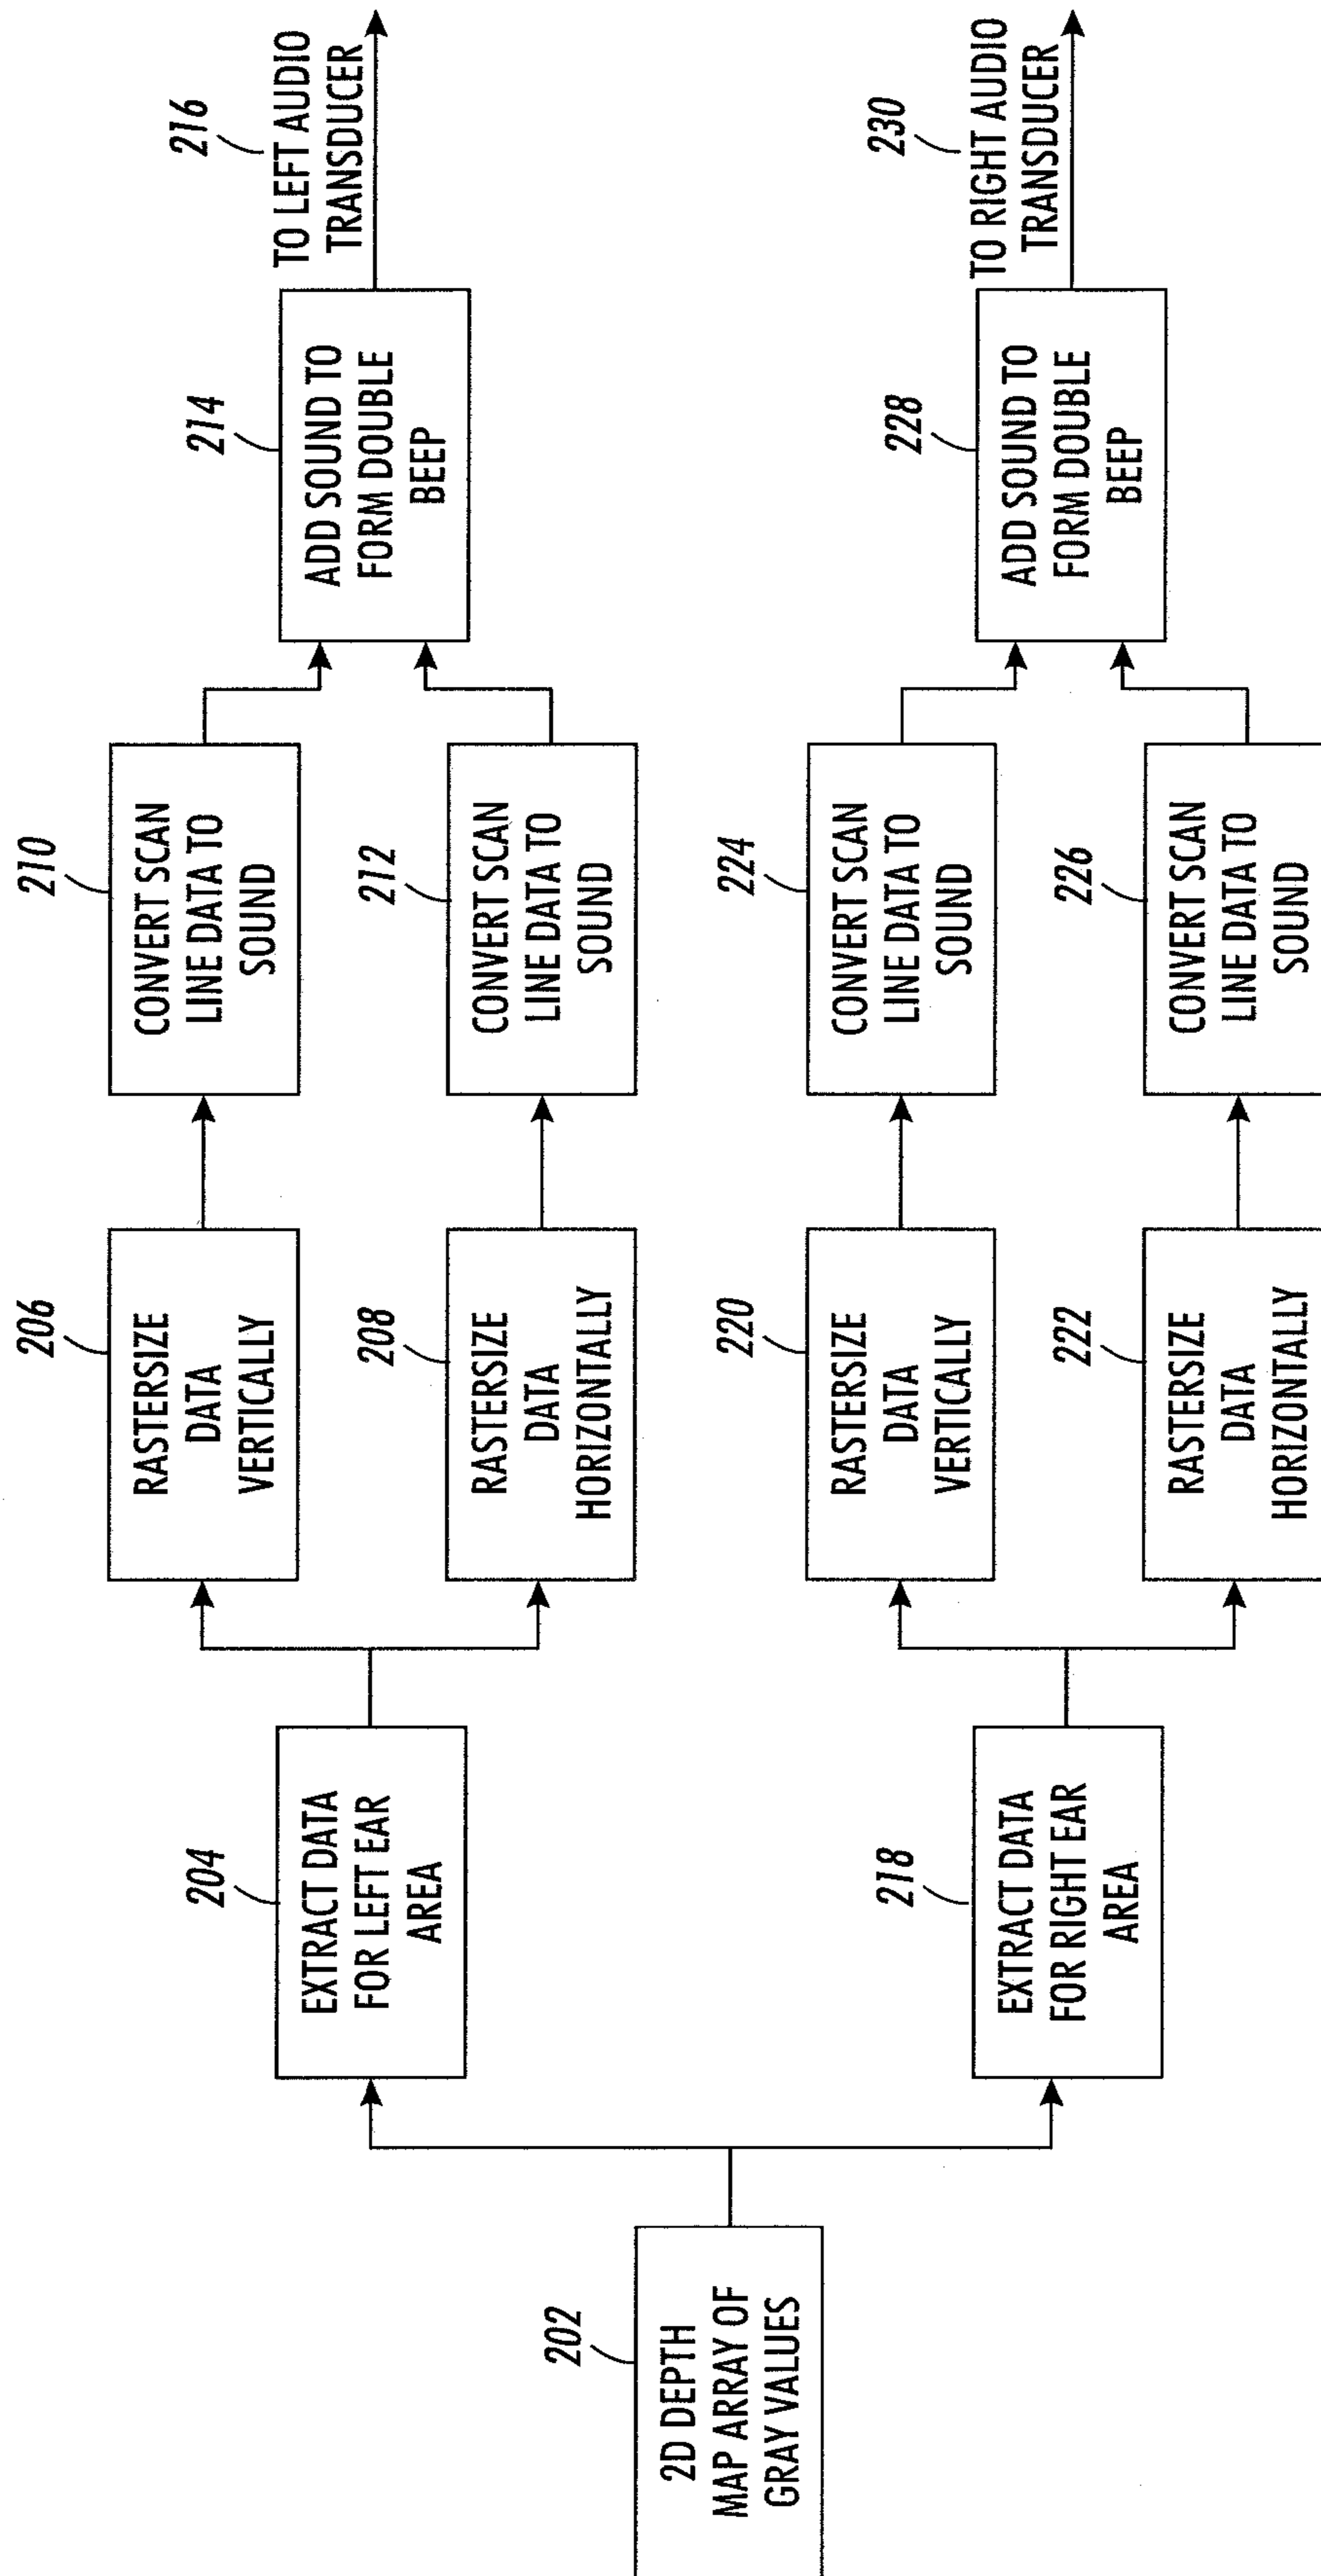 202
2D DEPTH
MAP ARRAY OF
GRAY VALUES
204
EXTRACT DATA
FOR LEFT EAR
AREA
206
RASTERSIZE
DATA
VERTICALLY
208
RASTERSIZE
DATA
HORIZONTALLY
210
CONVERT SCAN
LINE DATA TO
SOUND
212
CONVERT SCAN
LINE DATA TO
SOUND
214
ADD SOUND TO
FORM DOUBLE
BEEP
216
TO LEFT AUDIO
TRANSDUCER
218
EXTRACT DATA
FOR RIGHT EAR
AREA
220
RASTERSIZE
DATA
VERTICALLY
222
RASTERSIZE
DATA
HORIZONTALLY
224
CONVERT SCAN
LINE DATA TO
SOUND
226
CONVERT SCAN
LINE DATA TO
SOUND
228
ADD SOUND TO
FORM DOUBLE
BEEP
230
TO RIGHT AUDIO
TRANSDUCER